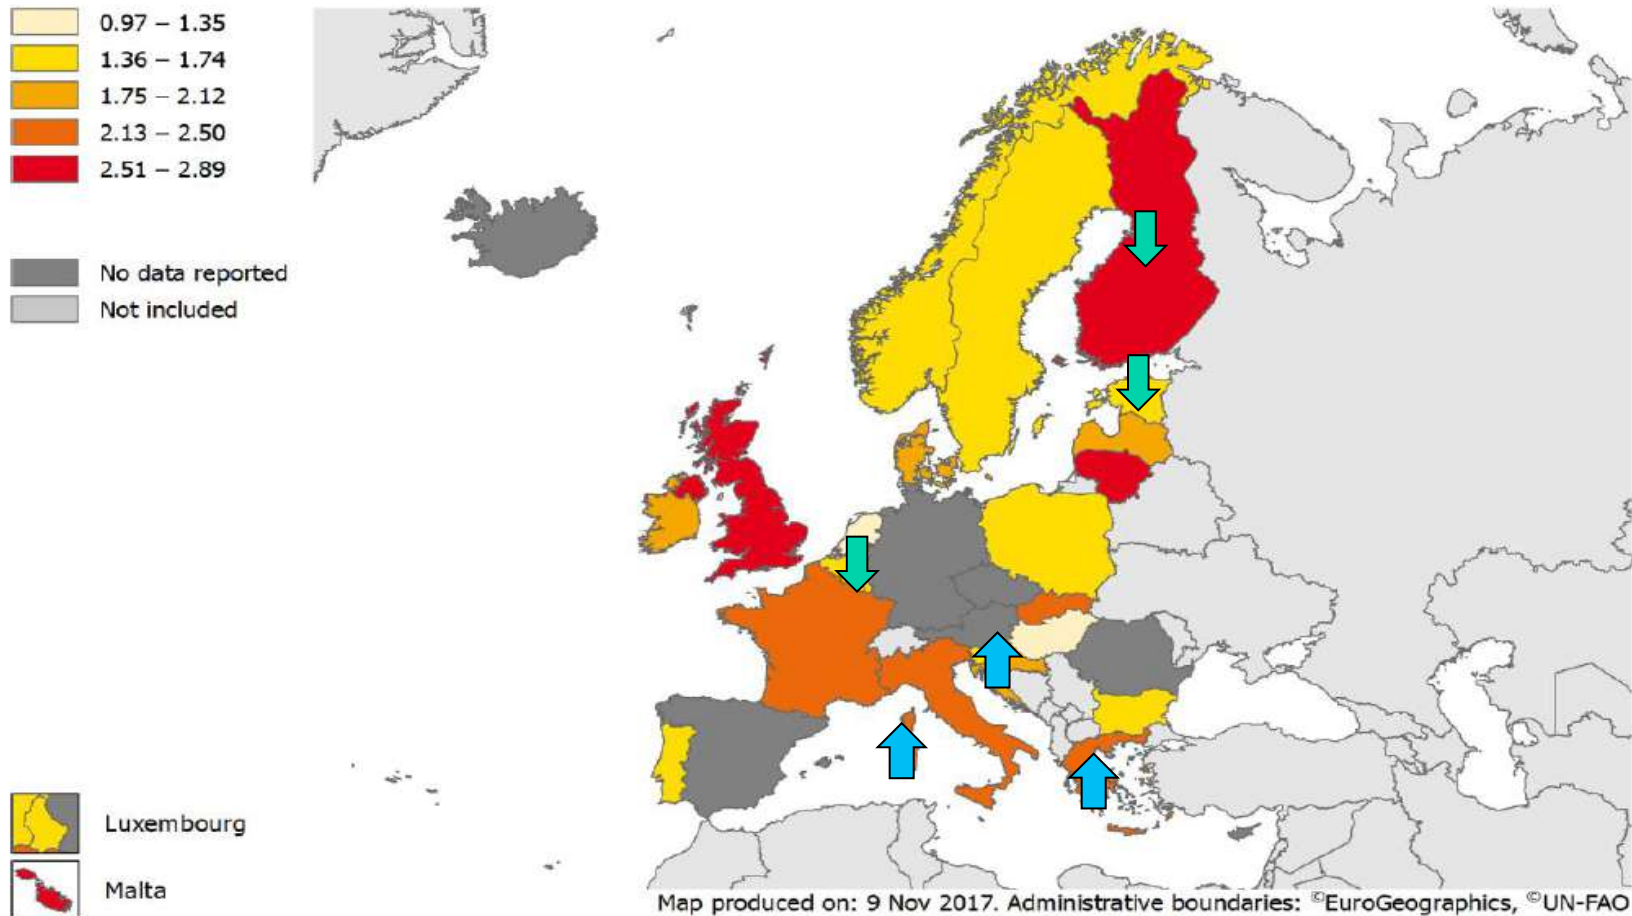 0.97 – 1.35
1.36 – 1.74
1.75 – 2.12
2.13 – 2.50
2.51 – 2.89
No data reported
Not included
Luxembourg
Malta
Map produced on: 9 Nov 2017. Administrative boundaries: ©EuroGeographics, ©UN-FAO